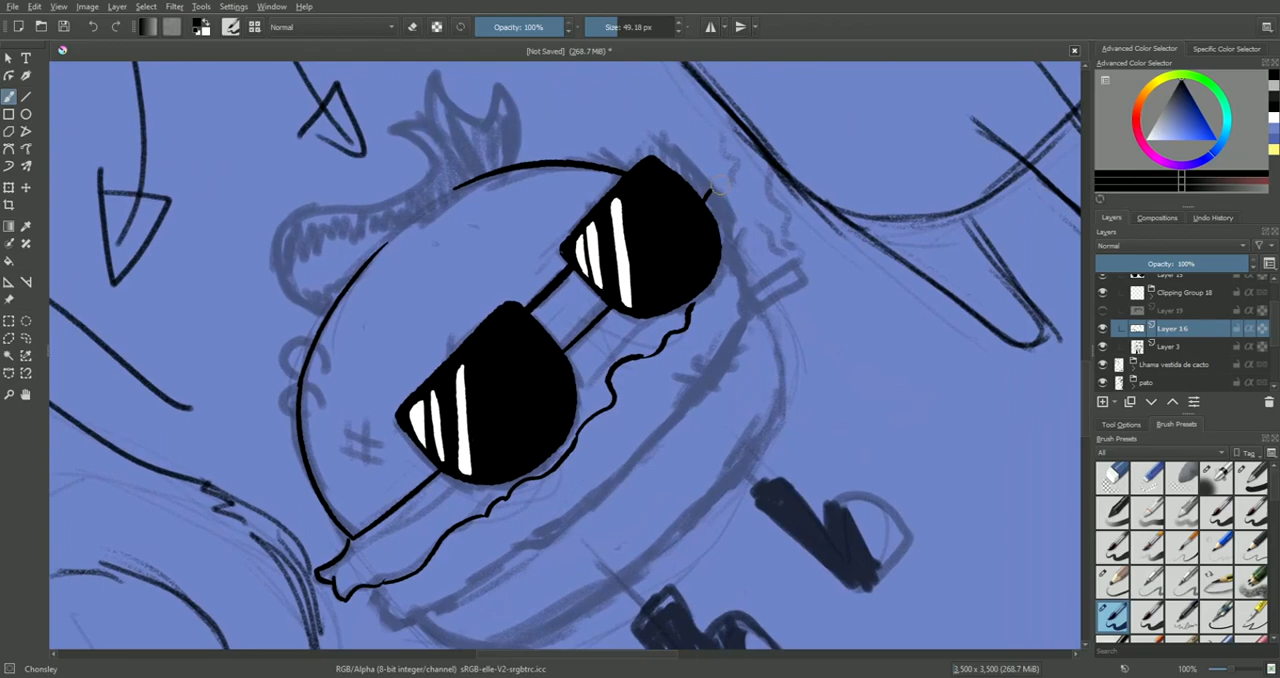 File Edit View Image Layer Select Filter Tools Settings Window Help
Normal Opacity: 100% Size: 49.18 px
[Not Saved] (268.7 MiB) *
Advanced Color Selector Specific Color Selector
Advanced Color Selector
Layers Compositions Undo History
Layers
Normal
Opacity: 100%
Clipping Group 18
Layer 19
Layer 16
Layer 3
Lhama vestida de cacto
pato
Tool Options Brush Presets
Brush Presets
All Tag
Search
Chonsley RGB/Alpha (8-bit integer/channel) sRGB-elle-V2-srgbtrc.icc 3,500 x 3,500 (268.7 MiB) 100%